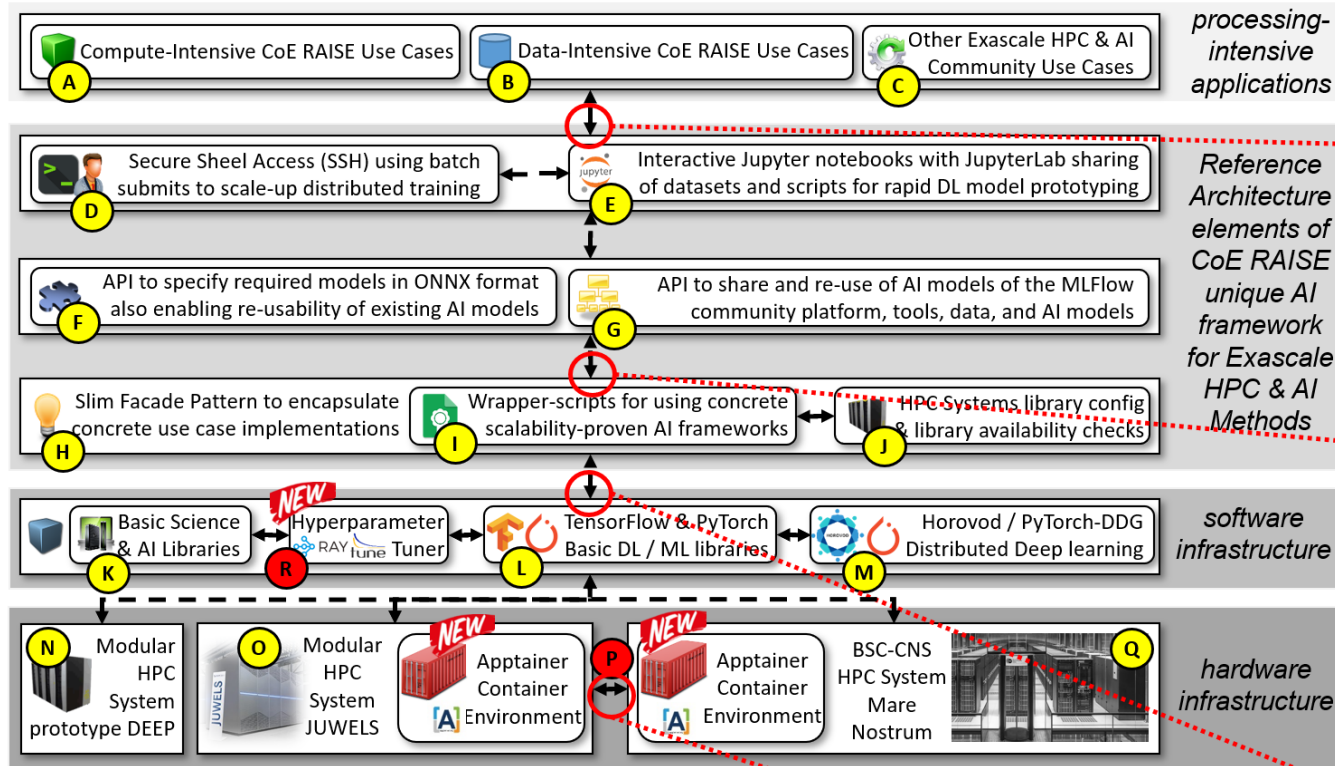 Compute-Intensive CoE RAISE Use Cases
A
Data-Intensive CoE RAISE Use Cases
B
Other Exascale HPC & AI
Community Use Cases
C
processing-
intensive
applications
Secure Sheel Access (SSH) using batch
submits to scale-up distributed training
D
jupyter
Interactive Jupyter notebooks with JupyterLab sharing
of datasets and scripts for rapid DL model prototyping
E
API to specify required models in ONNX format
also enabling re-usability of existing AI models
F
API to share and re-use of AI models of the MLFlow
community platform, tools, data, and AI models
G
Slim Facade Pattern to encapsulate
concrete use case implementations
H
Wrapper-scripts for using concrete
scalability-proven AI frameworks
I
HPC Systems library config
& library availability checks
J
Reference
Architecture
elements of
CoE RAISE
unique AI
framework
for Exascale
HPC & AI
Methods
Basic Science
& AI Libraries
K
NEW
Hyperparameter
RAY tune Tuner
R
TensorFlow & PyTorch
Basic DL / ML libraries
L
HOROVOD
Horovod / PyTorch-DDG
Distributed Deep learning
M
software
infrastructure
N
Modular
HPC
System
prototype DEEP
JUWELS
O
Modular
HPC
System
JUWELS
NEW
Apptainer
Container
[A] Environment
P
NEW
Apptainer
Container
[A] Environment
BSC-CNS
HPC System
Mare
Nostrum
Q
hardware
infrastructure